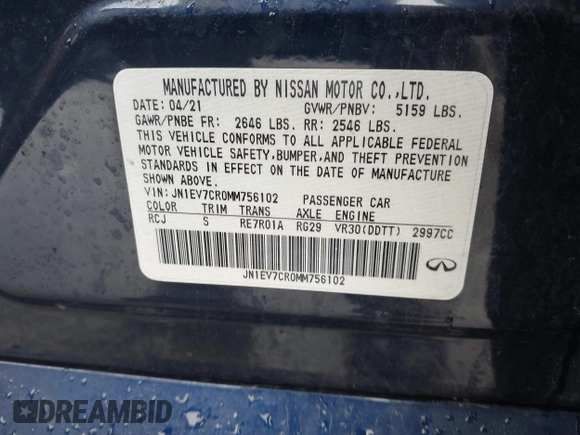 MANUFACTURED BY NISSAN MOTOR CO.,LTD.
DATE: 04/21 GVWR/PNBV: 5159 LBS.
GAWR/PNBE FR: 2646 LBS. RR: 2546 LBS.
THIS VEHICLE CONFORMS TO ALL APPLICABLE FEDERAL
MOTOR VEHICLE SAFETY,BUMPER,AND THEFT PREVENTION
STANDARDS IN EFFECT ON THE DATE OF MANUFACTURE
SHOWN ABOVE.
VIN: JN1EV7CR0MM756102 PASSENGER CAR
COLOR TRIM TRANS AXLE ENGINE
RCJ S RE7R01A RG29 VR30(DDTT) 2997CC
JN1EV7CR0MM756102
INFINITI
DREAMBID